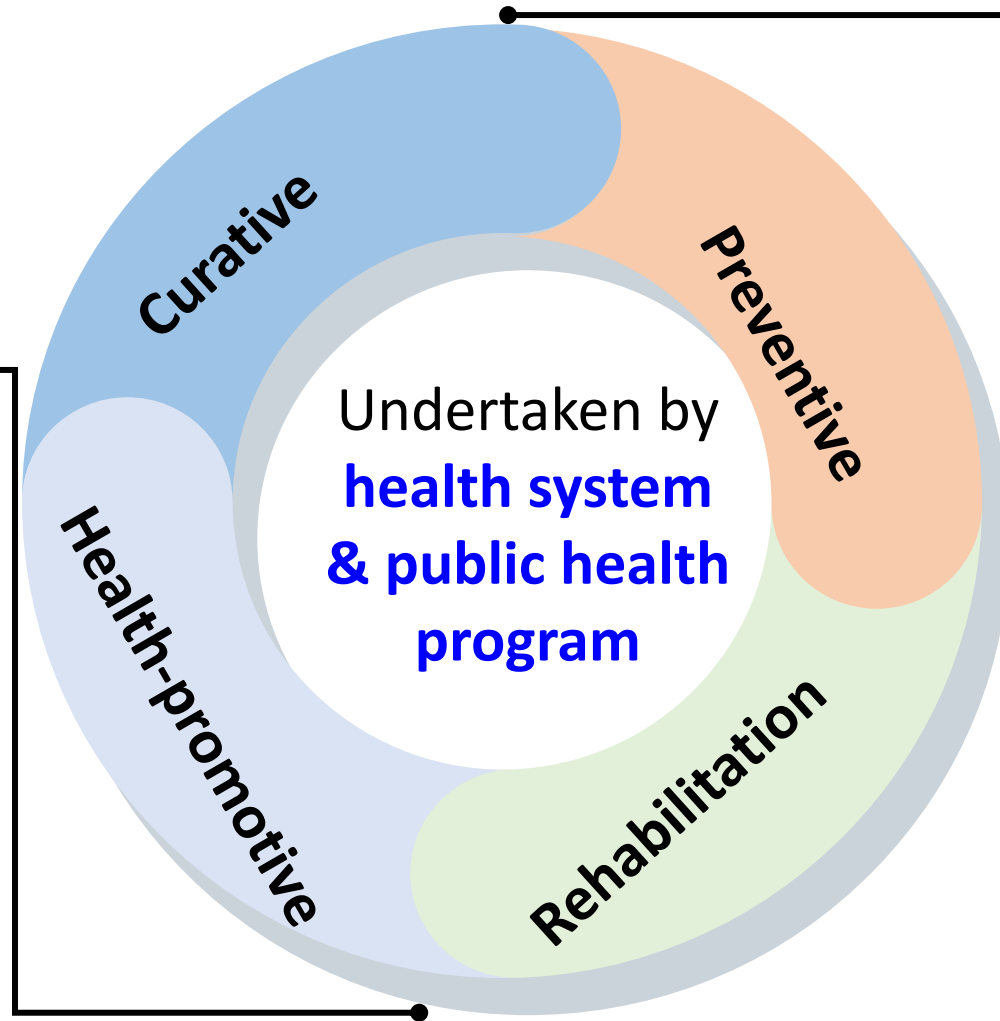 Curative
Preventive
Undertaken by
health system
& public health
program
Health-promotive
Rehabilitation